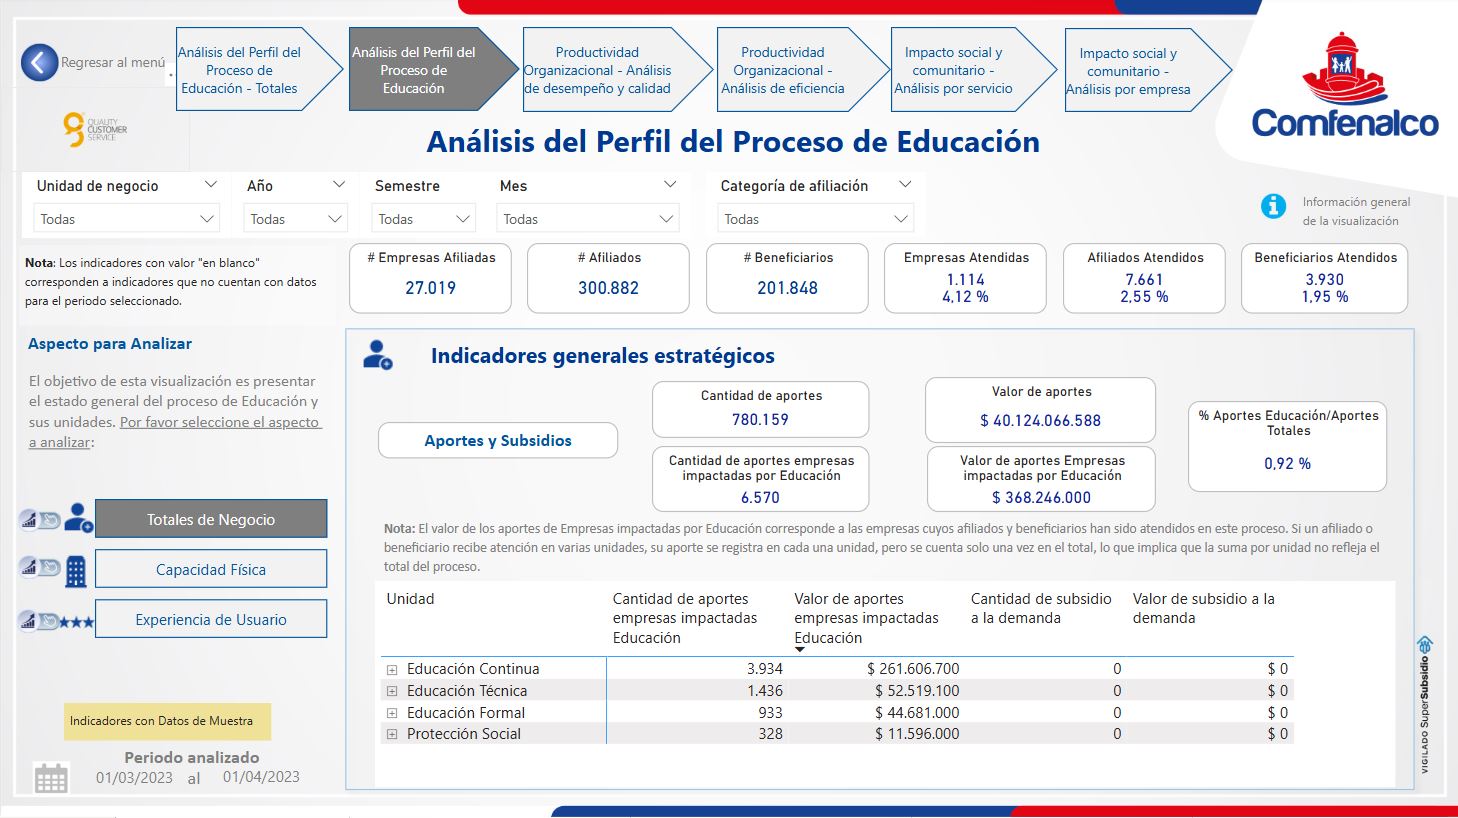 Regresar al menú
Análisis del Perfil del
Proceso de
Educación - Totales
Análisis del Perfil del
Proceso de
Educación
Productividad
Organizacional - Análisis
de desempeño y calidad
Productividad
Organizacional -
Análisis de eficiencia
Impacto social y
comunitario -
Análisis por servicio
Impacto social y
comunitario -
Análisis por empresa
Comfenalco
QUALITY
CUSTOMER
SERVICE
Análisis del Perfil del Proceso de Educación
Unidad de negocio
Todas
Año
Todas
Semestre
Todas
Mes
Todas
Categoría de afiliación
Todas
Información general
de la visualización
Nota: Los indicadores con valor "en blanco"
corresponden a indicadores que no cuentan con datos
para el periodo seleccionado.
# Empresas Afiliadas
27.019
# Afiliados
300.882
# Beneficiarios
201.848
Empresas Atendidas
1.114
4,12 %
Afiliados Atendidos
7.661
2,55 %
Beneficiarios Atendidos
3.930
1,95 %
Aspecto para Analizar
El objetivo de esta visualización es presentar
el estado general del proceso de Educación y
sus unidades. Por favor seleccione el aspecto
a analizar:
Totales de Negocio
Capacidad Física
Experiencia de Usuario
Indicadores con Datos de Muestra
Periodo analizado
01/03/2023 al 01/04/2023
Indicadores generales estratégicos
Aportes y Subsidios
Cantidad de aportes
780.159
Valor de aportes
$ 40.124.066.588
% Aportes Educación/Aportes
Totales
0,92 %
Cantidad de aportes empresas
impactadas por Educación
6.570
Valor de aportes Empresas
impactadas por Educación
$ 368.246.000
Nota: El valor de los aportes de Empresas impactadas por Educación corresponde a las empresas cuyos afiliados y beneficiarios han sido atendidos en este proceso. Si un afiliado o
beneficiario recibe atención en varias unidades, su aporte se registra en cada una unidad, pero se cuenta solo una vez en el total, lo que implica que la suma por unidad no refleja el
total del proceso.
Unidad
Cantidad de aportes
empresas impactadas
Educación
Valor de aportes
empresas impactadas
Educación
Cantidad de subsidio
a la demanda
Valor de subsidio a la
demanda
Educación Continua 3.934 $ 261.606.700 0 $ 0
Educación Técnica 1.436 $ 52.519.100 0 $ 0
Educación Formal 933 $ 44.681.000 0 $ 0
Protección Social 328 $ 11.596.000 0 $ 0
VIGILADO SuperSubsidio